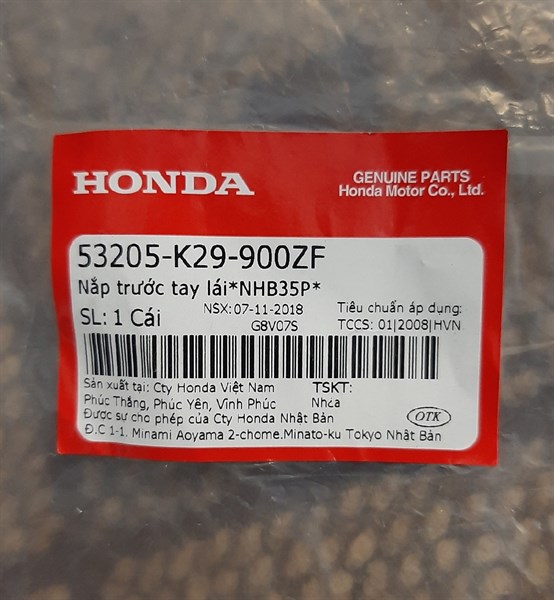 HONDA
GENUINE PARTS
Honda Motor Co., Ltd.
53205-K29-900ZF
Nắp trước tay lái*NHB35P*
SL: 1 Cái
NSX: 07-11-2018
G8V07S
Tiêu chuẩn áp dụng:
TCCS: 01|2008|HVN
Sản xuất tại: Cty Honda Việt Nam
Phúc Thắng, Phúc Yên, Vĩnh Phúc
TSKT:
Nhựa
Được sự cho phép của Cty Honda Nhật Bản
Đ.C 1-1. Mirami Aoyama 2-chome.Minato-ku Tokyo Nhật Bản
OTK